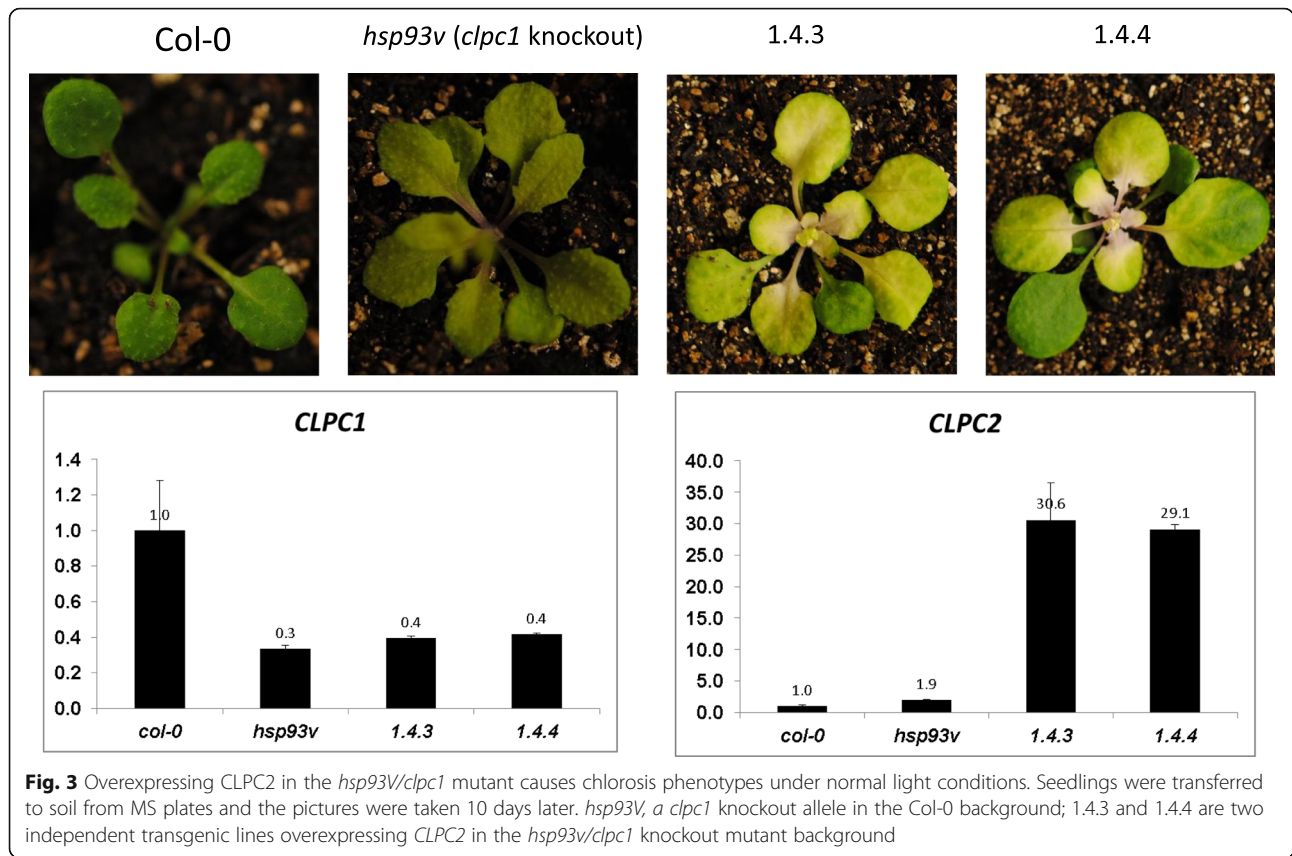 Col-0
hsp93v (clpc1 knockout)
1.4.3
1.4.4
CLPC1
1.4
1.2
1.0
0.8
0.6
0.4
0.2
0.0
1.0
0.3
0.4
0.4
col-0
hsp93v
1.4.3
1.4.4
CLPC2
40.0
35.0
30.0
25.0
20.0
15.0
10.0
5.0
0.0
1.0
1.9
30.6
29.1
col-0
hsp93v
1.4.3
1.4.4
Fig. 3 Overexpressing CLPC2 in the hsp93V/clpc1 mutant causes chlorosis phenotypes under normal light conditions. Seedlings were transferred
to soil from MS plates and the pictures were taken 10 days later. hsp93V, a clpc1 knockout allele in the Col-0 background; 1.4.3 and 1.4.4 are two
independent transgenic lines overexpressing CLPC2 in the hsp93v/clpc1 knockout mutant background